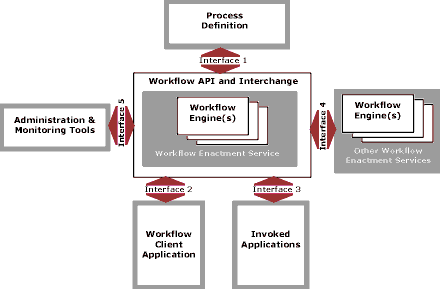 Process
Definition
Interface 1
Workflow API and Interchange
Workflow
Engine(s)
Workflow Enactment Service
Interface 5
Administration &
Monitoring Tools
Interface 4
Workflow
Engine(s)
Other Workflow
Enactment Services
Interface 2
Interface 3
Workflow
Client
Application
Invoked
Applications